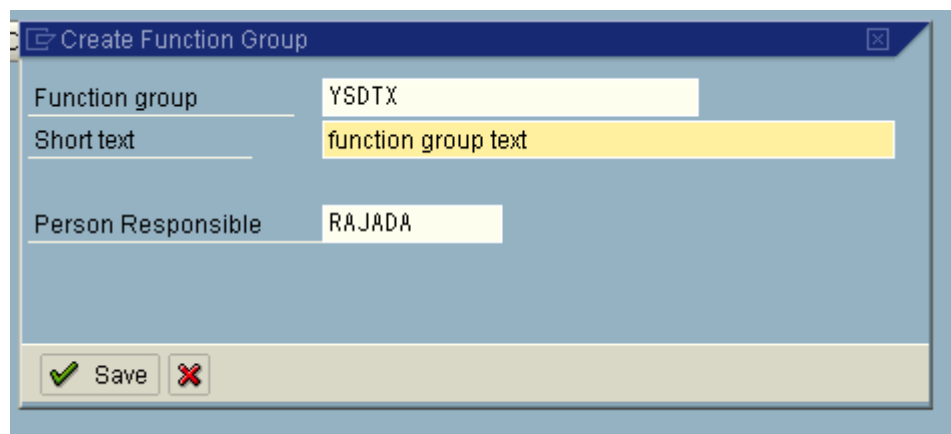 Create Function Group
Function group YSDTX
Short text function group text
Person Responsible RAJADA
Save